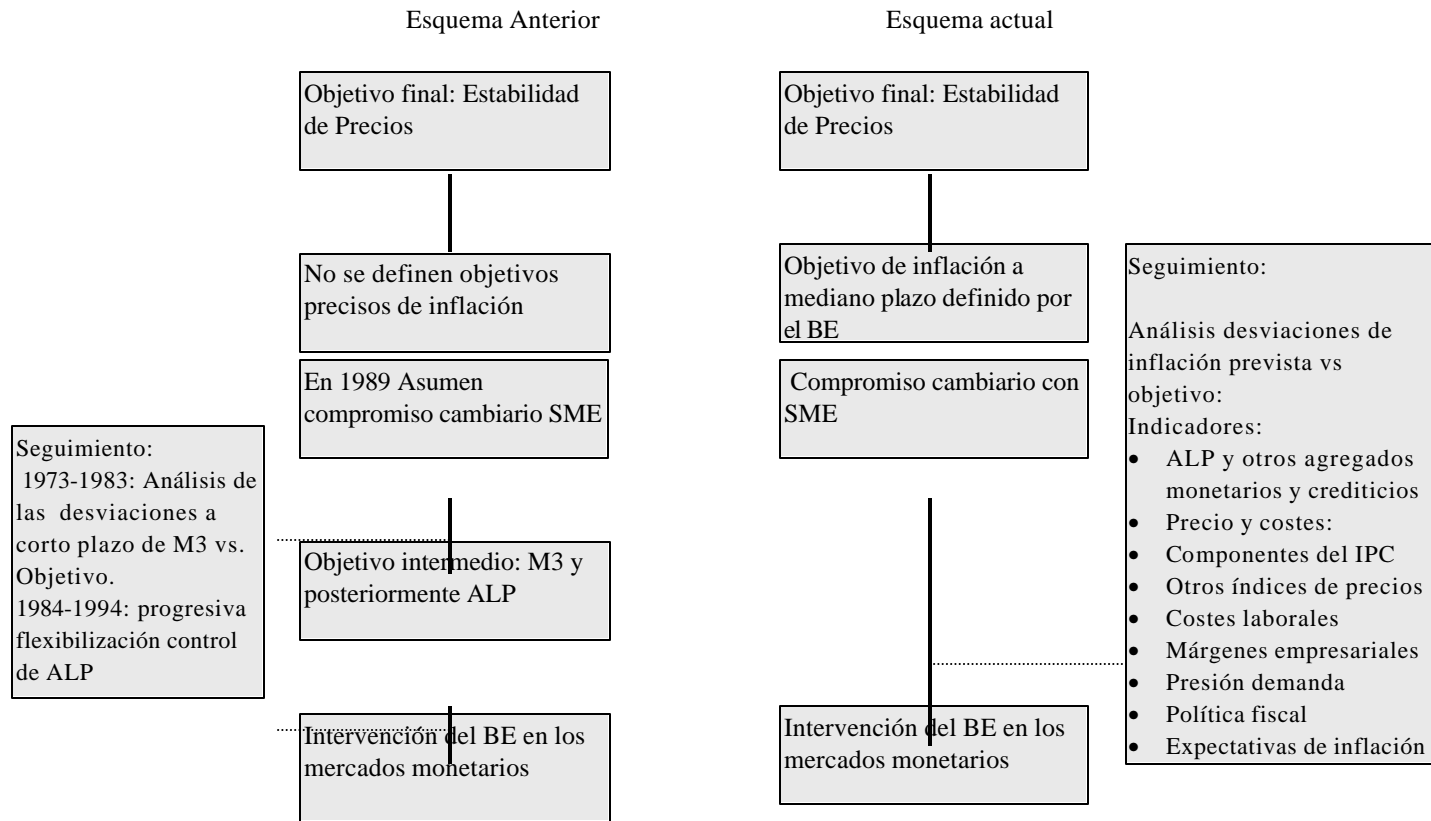 Esquema Anterior
Esquema actual
Objetivo final: Estabilidad
de Precios
Objetivo final: Estabilidad
de Precios
No se definen objetivos
precisos de inflación
Objetivo de inflación a
mediano plazo definido por
el BE
En 1989 Asumen
compromiso cambiario SME
Compromiso cambiario con
SME
Seguimiento:
1973-1983: Análisis de
las desviaciones a
corto plazo de M3 vs.
Objetivo.
1984-1994: progresiva
flexibilización control
de ALP
Objetivo intermedio: M3 y
posteriormente ALP
Intervención del BE en los
mercados monetarios
Intervención del BE en los
mercados monetarios
Seguimiento:
Análisis desviaciones de
inflación prevista vs
objetivo:
Indicadores:
• ALP y otros agregados
monetarios y crediticios
• Precio y costes:
• Componentes del IPC
• Otros índices de precios
• Costes laborales
• Márgenes empresariales
• Presión demanda
• Política fiscal
• Expectativas de inflación